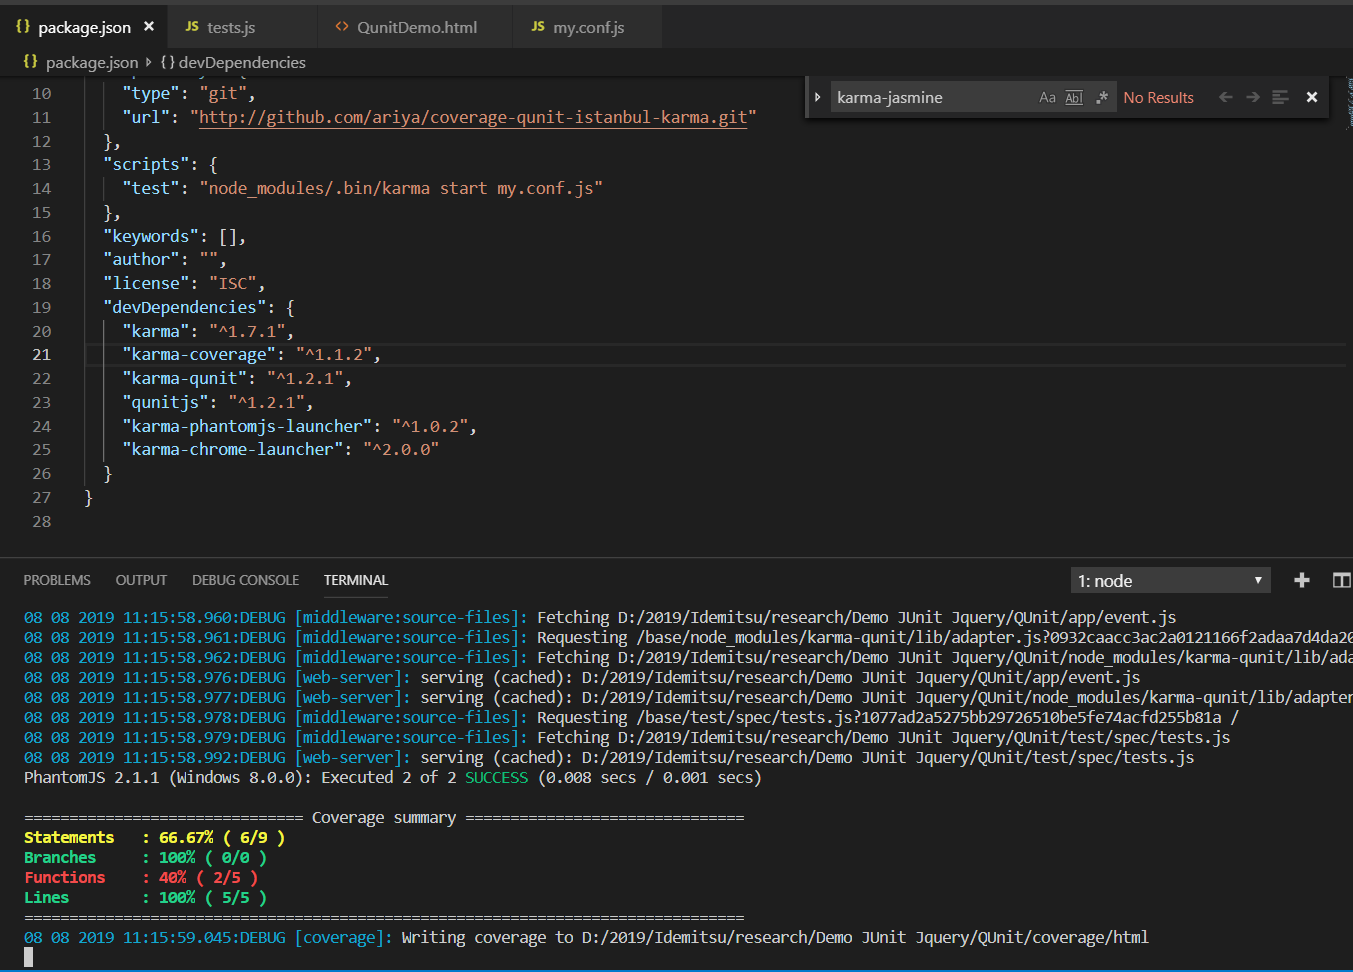 {} package.json × JS tests.js <> QunitDemo.html JS my.conf.js
{} package.json ▸ { } devDependencies
karma-jasmine Aa Abl .* No Results
10 "type": "git",
11 "url": "http://github.com/ariya/coverage-qunit-istanbul-karma.git"
12 },
13 "scripts": {
14 "test": "node_modules/.bin/karma start my.conf.js"
15 },
16 "keywords": [],
17 "author": "",
18 "license": "ISC",
19 "devDependencies": {
20 "karma": "^1.7.1",
21 "karma-coverage": "^1.1.2",
22 "karma-qunit": "^1.2.1",
23 "qunitjs": "^1.2.1",
24 "karma-phantomjs-launcher": "^1.0.2",
25 "karma-chrome-launcher": "^2.0.0"
26 }
27 }
28
PROBLEMS OUTPUT DEBUG CONSOLE TERMINAL 1: node
08 08 2019 11:15:58.960:DEBUG [middleware:source-files]: Fetching D:/2019/Idemitsu/research/Demo JUnit Jquery/QUnit/app/event.js
08 08 2019 11:15:58.961:DEBUG [middleware:source-files]: Requesting /base/node_modules/karma-qunit/lib/adapter.js?0932caacc3ac2a0121166f2adaa7d4da20
08 08 2019 11:15:58.962:DEBUG [middleware:source-files]: Fetching D:/2019/Idemitsu/research/Demo JUnit Jquery/QUnit/node_modules/karma-qunit/lib/ada
08 08 2019 11:15:58.976:DEBUG [web-server]: serving (cached): D:/2019/Idemitsu/research/Demo JUnit Jquery/QUnit/app/event.js
08 08 2019 11:15:58.977:DEBUG [web-server]: serving (cached): D:/2019/Idemitsu/research/Demo JUnit Jquery/QUnit/node_modules/karma-qunit/lib/adapter
08 08 2019 11:15:58.978:DEBUG [middleware:source-files]: Requesting /base/test/spec/tests.js?1077ad2a5275bb29726510be5fe74acfd255b81a /
08 08 2019 11:15:58.979:DEBUG [middleware:source-files]: Fetching D:/2019/Idemitsu/research/Demo JUnit Jquery/QUnit/test/spec/tests.js
08 08 2019 11:15:58.992:DEBUG [web-server]: serving (cached): D:/2019/Idemitsu/research/Demo JUnit Jquery/QUnit/test/spec/tests.js
PhantomJS 2.1.1 (Windows 8.0.0): Executed 2 of 2 SUCCESS (0.008 secs / 0.001 secs)
=============================== Coverage summary ===============================
Statements : 66.67% ( 6/9 )
Branches : 100% ( 0/0 )
Functions : 40% ( 2/5 )
Lines : 100% ( 5/5 )
================================================================================
08 08 2019 11:15:59.045:DEBUG [coverage]: Writing coverage to D:/2019/Idemitsu/research/Demo JUnit Jquery/QUnit/coverage/html